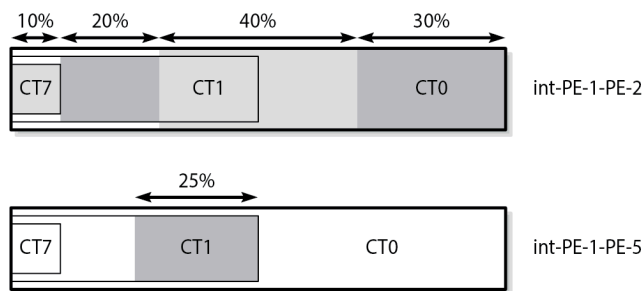 10% 20% 40% 30%
CT7 CT1 CT0 int-PE-1-PE-2
25%
CT7 CT1 CT0 int-PE-1-PE-5